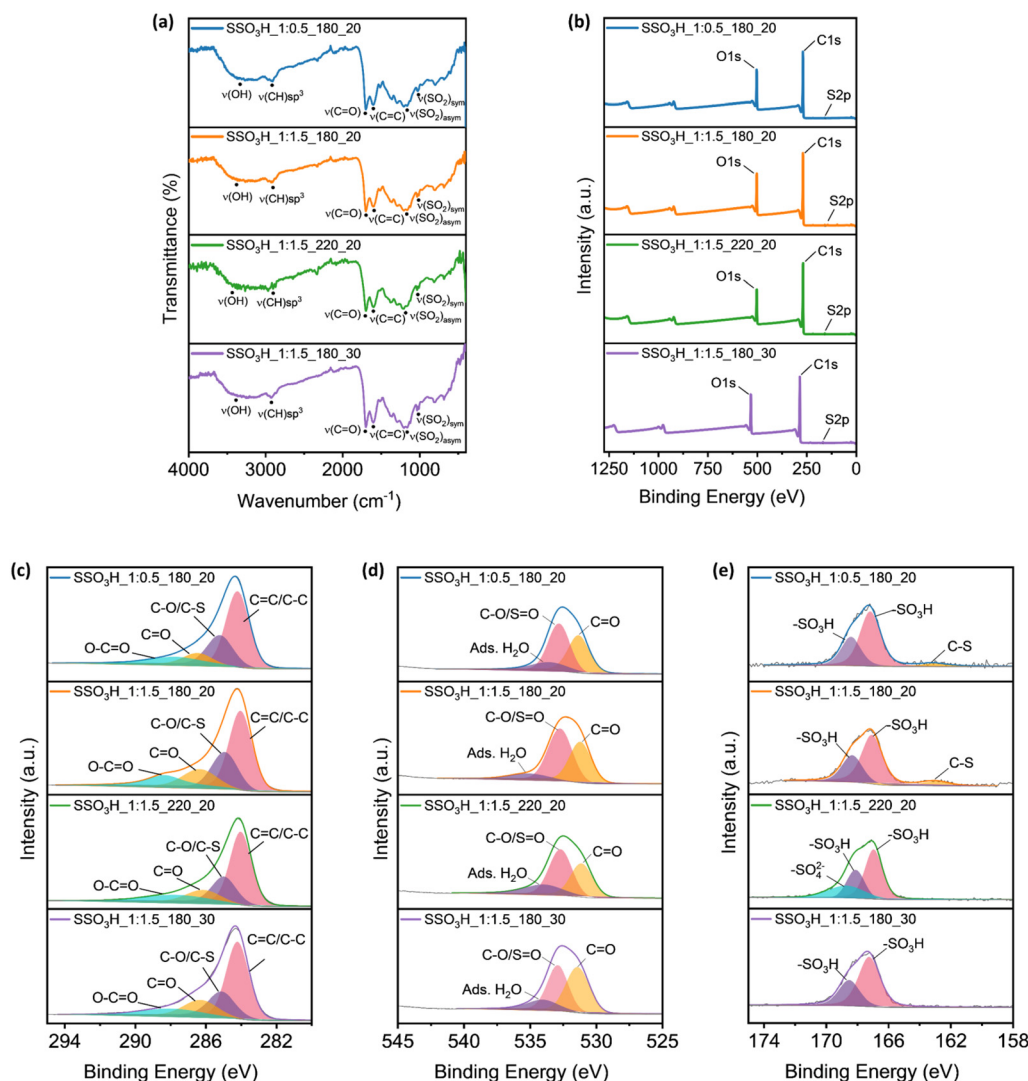 (a)
SSO₃H_1:0.5_180_20
ν(OH)
ν(CH)sp³
ν(C=O)
ν(C=C)
ν(SO₂)sym
ν(SO₂)asym
SSO₃H_1:1.5_180_20
ν(OH)
ν(CH)sp³
ν(C=O)
ν(C=C)
ν(SO₂)sym
ν(SO₂)asym
SSO₃H_1:1.5_220_20
ν(OH)
ν(CH)sp³
ν(C=O)
ν(C=C)
ν(SO₂)sym
ν(SO₂)asym
SSO₃H_1:1.5_180_30
ν(OH)
ν(CH)sp³
ν(C=O)
ν(C=C)
ν(SO₂)sym
ν(SO₂)asym
Transmittance (%)
4000 3000 2000 1000
Wavenumber (cm⁻¹)
(b)
SSO₃H_1:0.5_180_20
O1s
C1s
S2p
SSO₃H_1:1.5_180_20
O1s
C1s
S2p
SSO₃H_1:1.5_220_20
O1s
C1s
S2p
SSO₃H_1:1.5_180_30
O1s
C1s
S2p
Intensity (a.u.)
1250 1000 750 500 250 0
Binding Energy (eV)
(c)
SSO₃H_1:0.5_180_20
C-O/C-S
C=C/C-C
C=O
O-C=O
SSO₃H_1:1.5_180_20
C-O/C-S
C=C/C-C
C=O
O-C=O
SSO₃H_1:1.5_220_20
C-O/C-S
C=C/C-C
C=O
O-C=O
SSO₃H_1:1.5_180_30
C-O/C-S
C=C/C-C
C=O
O-C=O
Intensity (a.u.)
294 290 286 282
Binding Energy (eV)
(d)
SSO₃H_1:0.5_180_20
C-O/S=O
C=O
Ads. H₂O
SSO₃H_1:1.5_180_20
C-O/S=O
C=O
Ads. H₂O
SSO₃H_1:1.5_220_20
C-O/S=O
C=O
Ads. H₂O
SSO₃H_1:1.5_180_30
C-O/S=O
C=O
Ads. H₂O
Intensity (a.u.)
545 540 535 530 525
Binding Energy (eV)
(e)
SSO₃H_1:0.5_180_20
-SO₃H
-SO₃H
C-S
SSO₃H_1:1.5_180_20
-SO₃H
-SO₃H
C-S
SSO₃H_1:1.5_220_20
-SO₃H
-SO₃H
-SO₄²⁻
SSO₃H_1:1.5_180_30
-SO₃H
-SO₃H
Intensity (a.u.)
174 170 166 162 158
Binding Energy (eV)